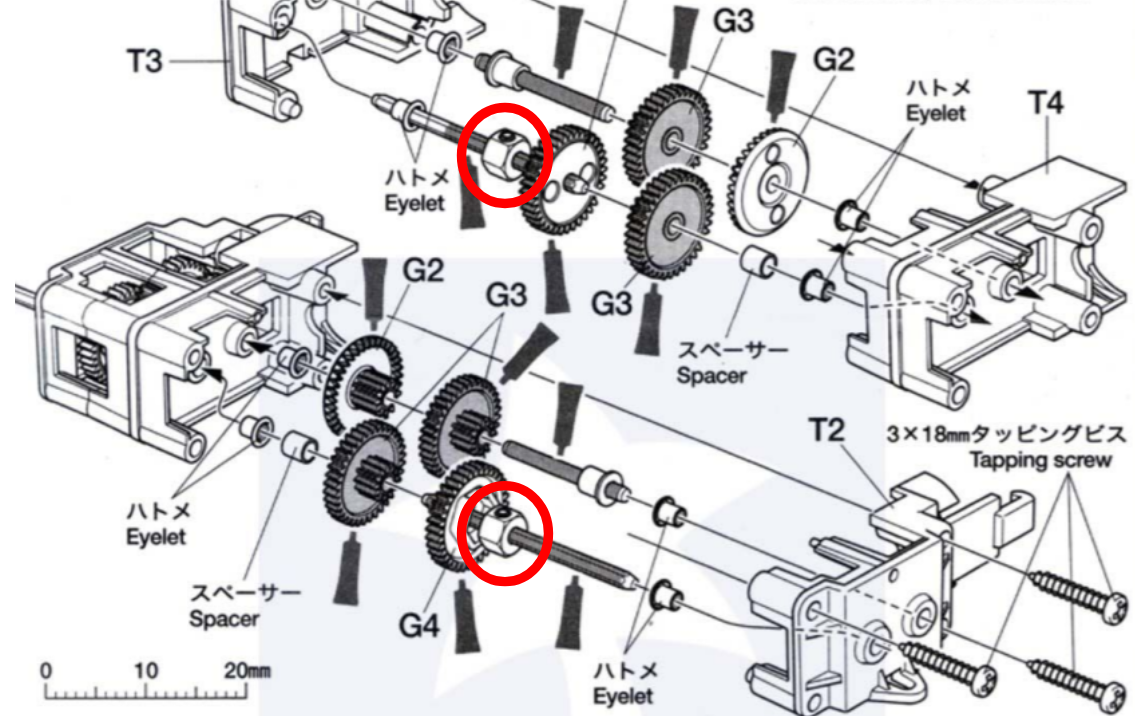 G3
T3
G2
ハトメ
Eyelet
T4
ハトメ
Eyelet
G2
G3
G3
スペーサー
Spacer
T2
3×18mmタッピングビス
Tapping screw
ハトメ
Eyelet
スペーサー
Spacer
G4
ハトメ
Eyelet
0 10 20mm